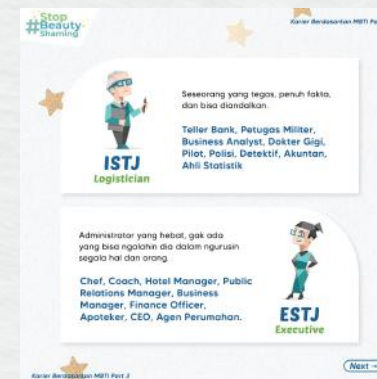 Stop
#Beauty
Shaming
Karier Berdasarkan MBTI
Seseorang yang tegas, penuh fakta,
dan bisa diandalkan.
Teller Bank, Petugas Militer,
Business Analyst, Dokter Gigi,
Pilot, Polisi, Detektif, Akuntan,
Ahli Statistik
ISTJ
Logistician
Administrator yang hebat, gak ada
yang bisa ngalahin dia dalam ngurusin
segala hal dan orang.
Chef, Coach, Hotel Manager, Public
Relations Manager, Business
Manager, Finance Officer,
Apoteker, CEO, Agen Perumahan.
ESTJ
Executive
Next →
Karier Berdasarkan MBTI Part 3